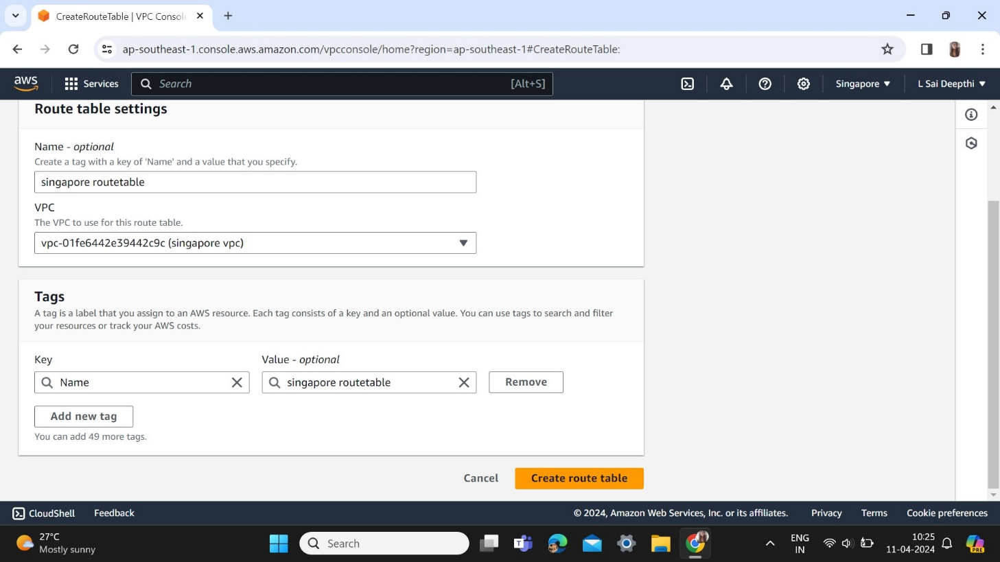 CreateRouteTable | VPC Console
ap-southeast-1.console.aws.amazon.com/vpcconsole/home?region=ap-southeast-1#CreateRouteTable:
aws
Services
Search
[Alt+S]
Singapore
L Sai Deepthi
Route table settings
Name - optional
Create a tag with a key of 'Name' and a value that you specify.
singapore routetable
VPC
The VPC to use for this route table.
vpc-01fe6442e39442c9c (singapore vpc)
Tags
A tag is a label that you assign to an AWS resource. Each tag consists of a key and an optional value. You can use tags to search and filter
your resources or track your AWS costs.
Key
Value - optional
Name
singapore routetable
Remove
Add new tag
You can add 49 more tags.
Cancel
Create route table
CloudShell
Feedback
© 2024, Amazon Web Services, Inc. or its affiliates.
Privacy
Terms
Cookie preferences
27°C
Mostly sunny
Search
ENG
IN
10:25
11-04-2024
PRE